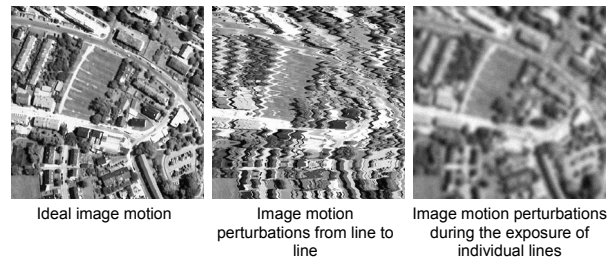 Ideal image motion
Image motion
perturbations from line to
line
Image motion perturbations
during the exposure of
individual lines